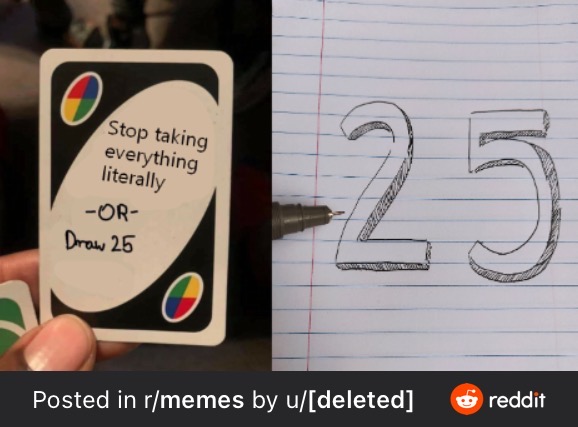 Stop taking
everything
literally
-OR-
Draw 25
25
Posted in r/memes by u/[deleted]
reddit